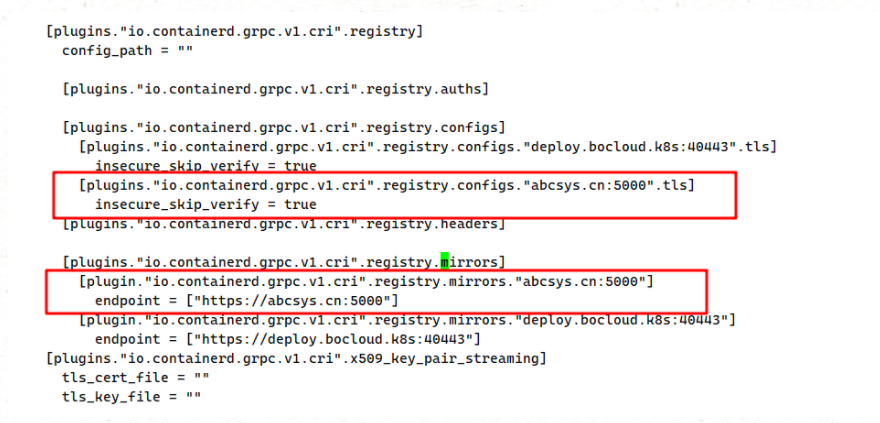 [plugins."io.containerd.grpc.v1.cri".registry]
config_path = ""
[plugins."io.containerd.grpc.v1.cri".registry.auths]
[plugins."io.containerd.grpc.v1.cri".registry.configs]
[plugins."io.containerd.grpc.v1.cri".registry.configs."deploy.bocloud.k8s:40443".tls]
insecure_skip_verify = true
[plugins."io.containerd.grpc.v1.cri".registry.configs."abcsys.cn:5000".tls]
insecure_skip_verify = true
[plugins."io.containerd.grpc.v1.cri".registry.headers]
[plugins."io.containerd.grpc.v1.cri".registry.mirrors]
[plugin."io.containerd.grpc.v1.cri".registry.mirrors."abcsys.cn:5000"]
endpoint = ["https://abcsys.cn:5000"]
[plugin."io.containerd.grpc.v1.cri".registry.mirrors."deploy.bocloud.k8s:40443"]
endpoint = ["https://deploy.bocloud.k8s:40443"]
[plugins."io.containerd.grpc.v1.cri".x509_key_pair_streaming]
tls_cert_file = ""
tls_key_file = ""